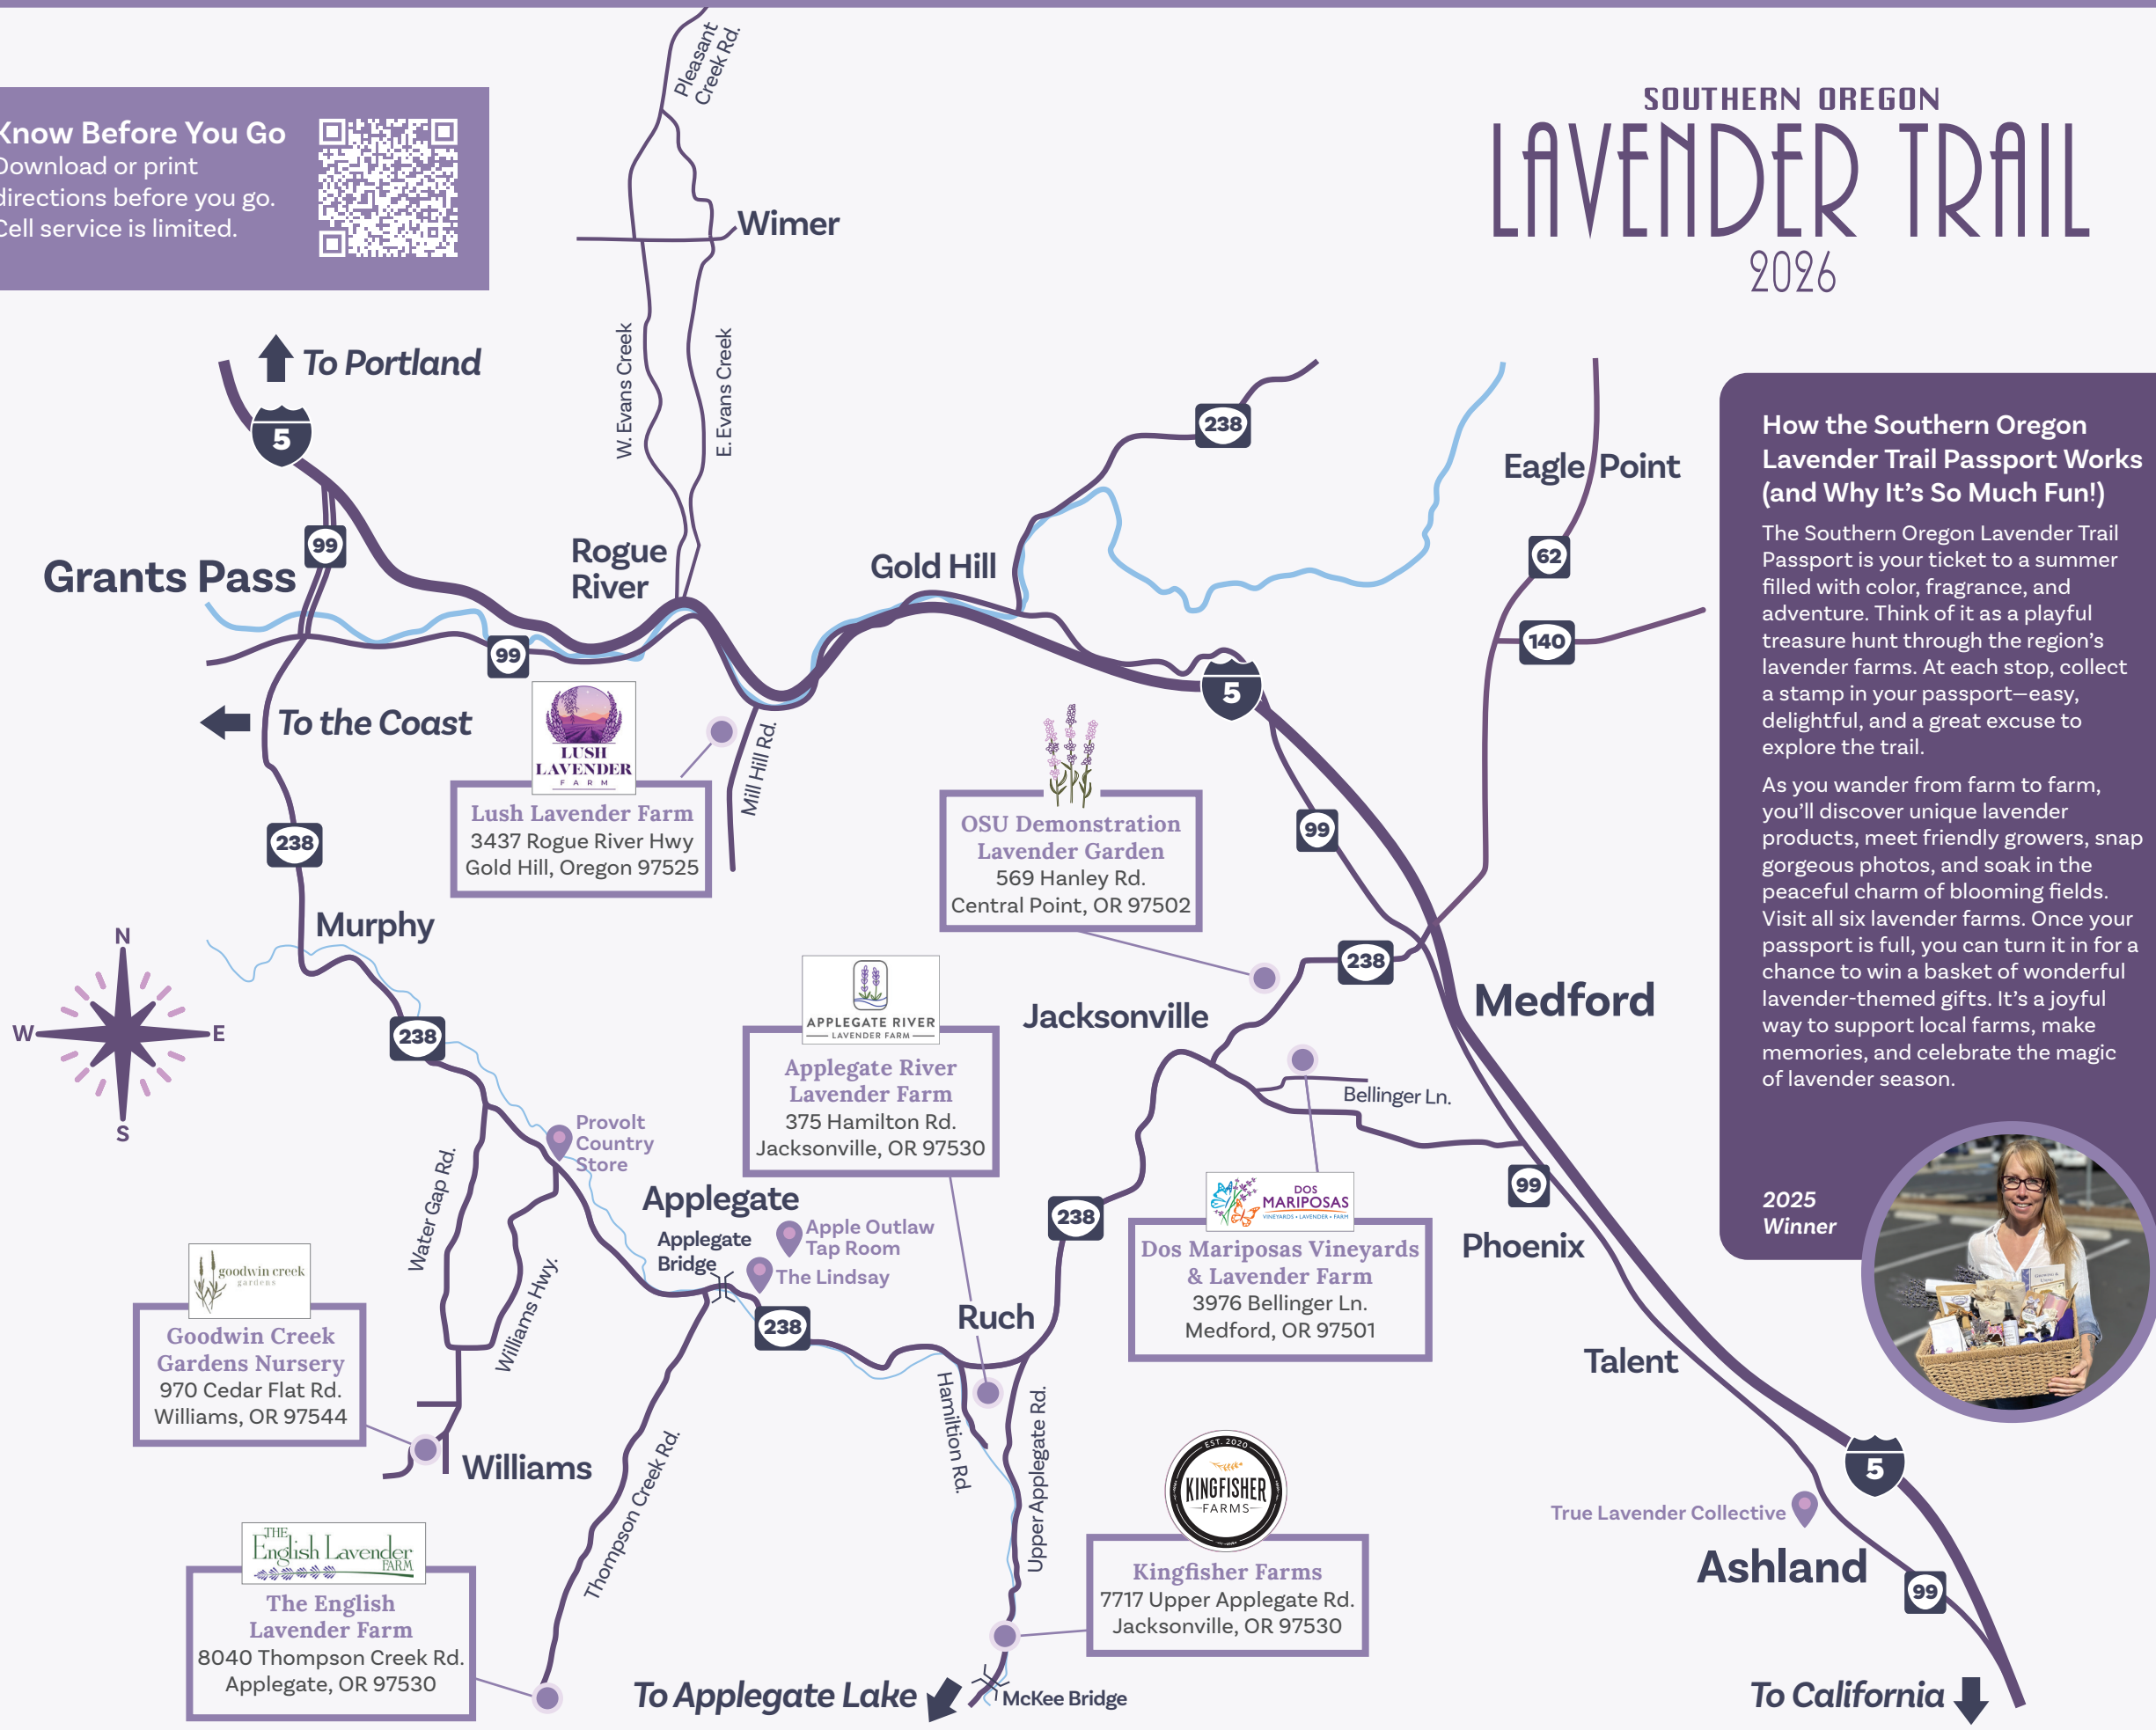 SOUTHERN OREGON
LAVENDER TRAIL
2026
Know Before You Go
Download or print
directions before you go.
Cell service is limited.
Pleasant
Creek Rd.
Wimer
W. Evans Creek
E. Evans Creek
To Portland
5
99
Grants Pass
Rogue
River
99
Gold Hill
238
Eagle Point
62
140
5
To the Coast
LUSH
LAVENDER
FARM
Lush Lavender Farm
3437 Rogue River Hwy
Gold Hill, Oregon 97525
Mill Hill Rd.
OSU Demonstration
Lavender Garden
569 Hanley Rd.
Central Point, OR 97502
99
238
Murphy
238
Medford
N
W
E
S
238
Jacksonville
APPLEGATE RIVER
LAVENDER FARM
Applegate River
Lavender Farm
375 Hamilton Rd.
Jacksonville, OR 97530
Bellinger Ln.
Provolt
Country
Store
Water Gap Rd.
Williams Hwy.
Applegate
Applegate
Bridge
Apple Outlaw
Tap Room
The Lindsay
238
238
Ruch
DOS
MARIPOSAS
VINEYARDS • LAVENDER • FARM
Dos Mariposas Vineyards
& Lavender Farm
3976 Bellinger Ln.
Medford, OR 97501
99
Phoenix
Talent
goodwin creek
gardens
Goodwin Creek
Gardens Nursery
970 Cedar Flat Rd.
Williams, OR 97544
Williams
Thompson Creek Rd.
Hamiltion Rd.
Upper Applegate Rd.
EST. 2020
KINGFISHER
FARMS
Kingfisher Farms
7717 Upper Applegate Rd.
Jacksonville, OR 97530
THE
English Lavender
FARM
The English
Lavender Farm
8040 Thompson Creek Rd.
Applegate, OR 97530
To Applegate Lake
McKee Bridge
5
True Lavender Collective
Ashland
99
To California
How the Southern Oregon
Lavender Trail Passport Works
(and Why It's So Much Fun!)
The Southern Oregon Lavender Trail
Passport is your ticket to a summer
filled with color, fragrance, and
adventure. Think of it as a playful
treasure hunt through the region's
lavender farms. At each stop, collect
a stamp in your passport—easy,
delightful, and a great excuse to
explore the trail.
As you wander from farm to farm,
you'll discover unique lavender
products, meet friendly growers, snap
gorgeous photos, and soak in the
peaceful charm of blooming fields.
Visit all six lavender farms. Once your
passport is full, you can turn it in for a
chance to win a basket of wonderful
lavender-themed gifts. It's a joyful
way to support local farms, make
memories, and celebrate the magic
of lavender season.
2025
Winner